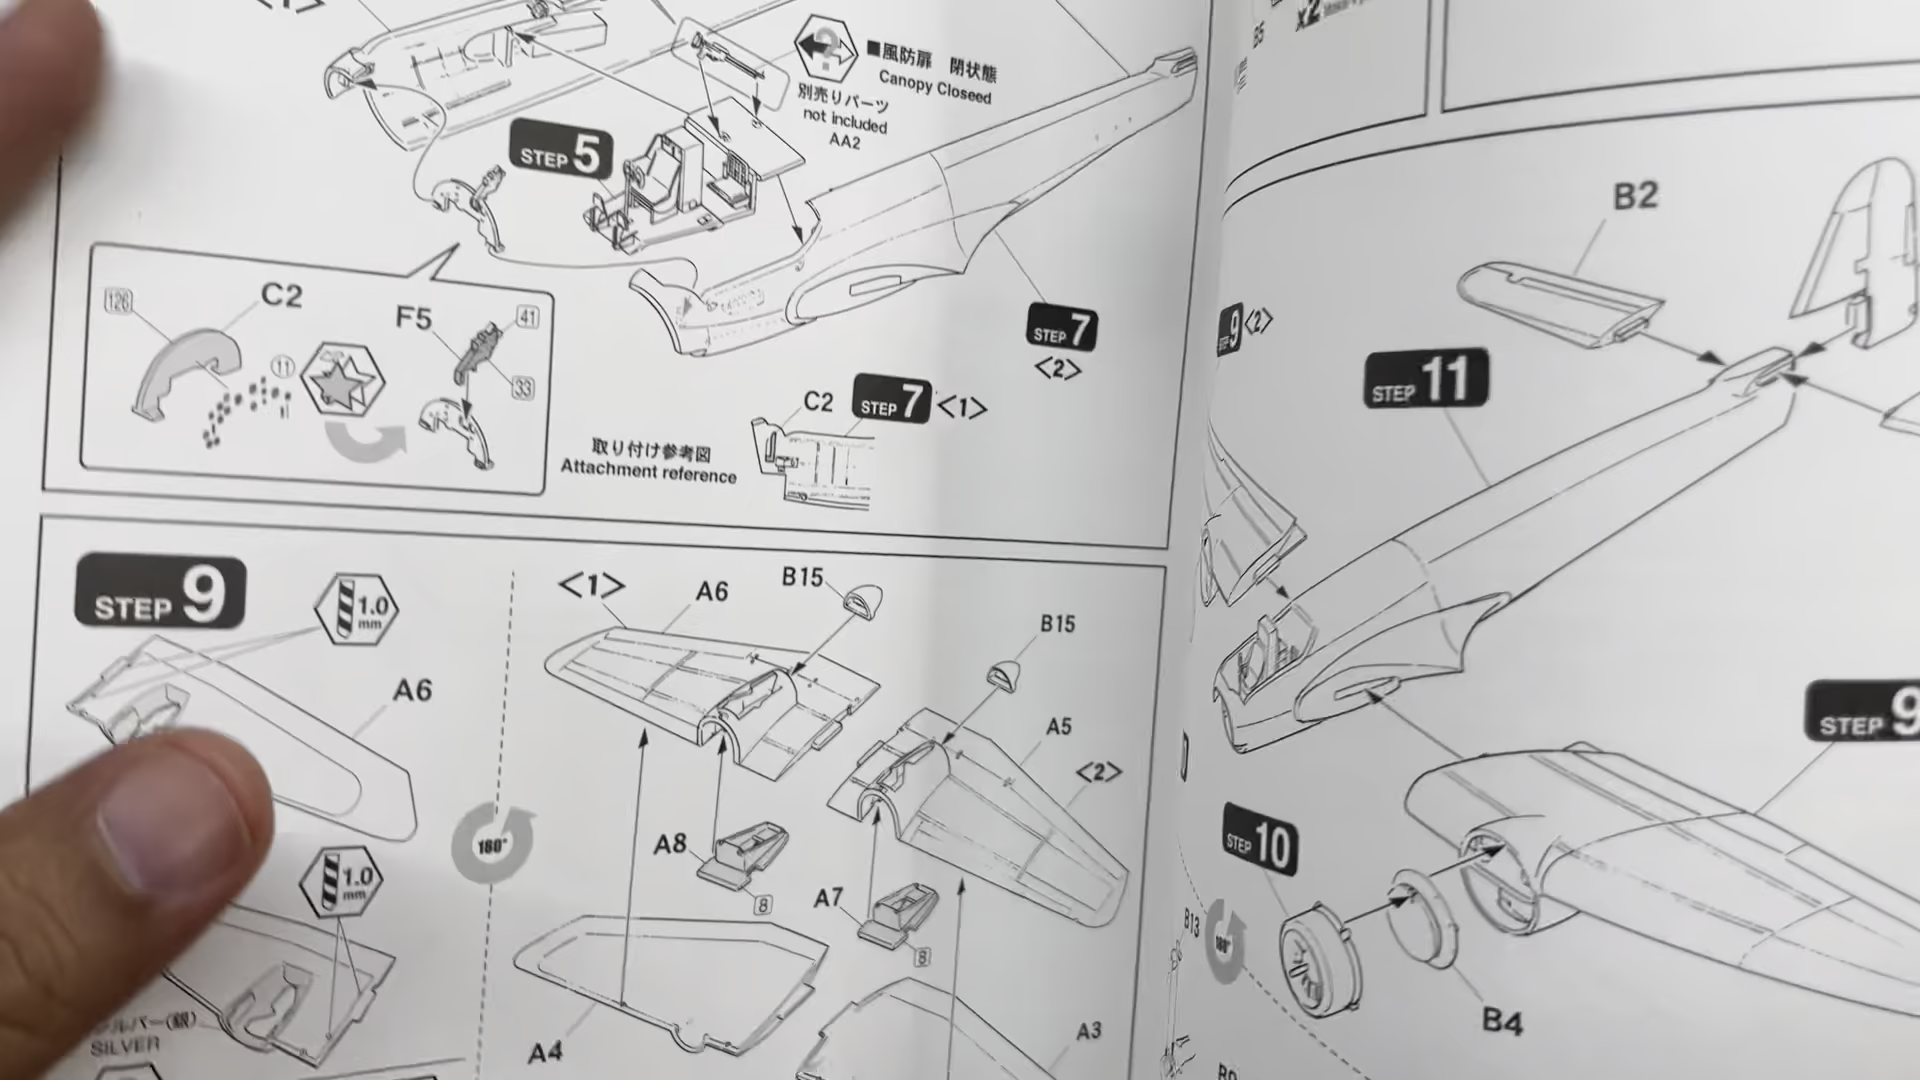 <1>
■風防扉 閉状態
Canopy Closeed
別売りパーツ
not included
AA2
STEP 5
126
C2
F5
41
11
33
STEP 7
<2>
C2
STEP 7 <1>
取り付け参考図
Attachment reference
STEP 9
1.0
mm
A6
1.0
mm
(銀)
SILVER
180°
<1>
A6
B15
B15
A5
<2>
A8
8
A7
8
A4
A3
B5
x2
B2
STEP 9 <2>
STEP 11
STEP 9
STEP 10
B13
180°
B4